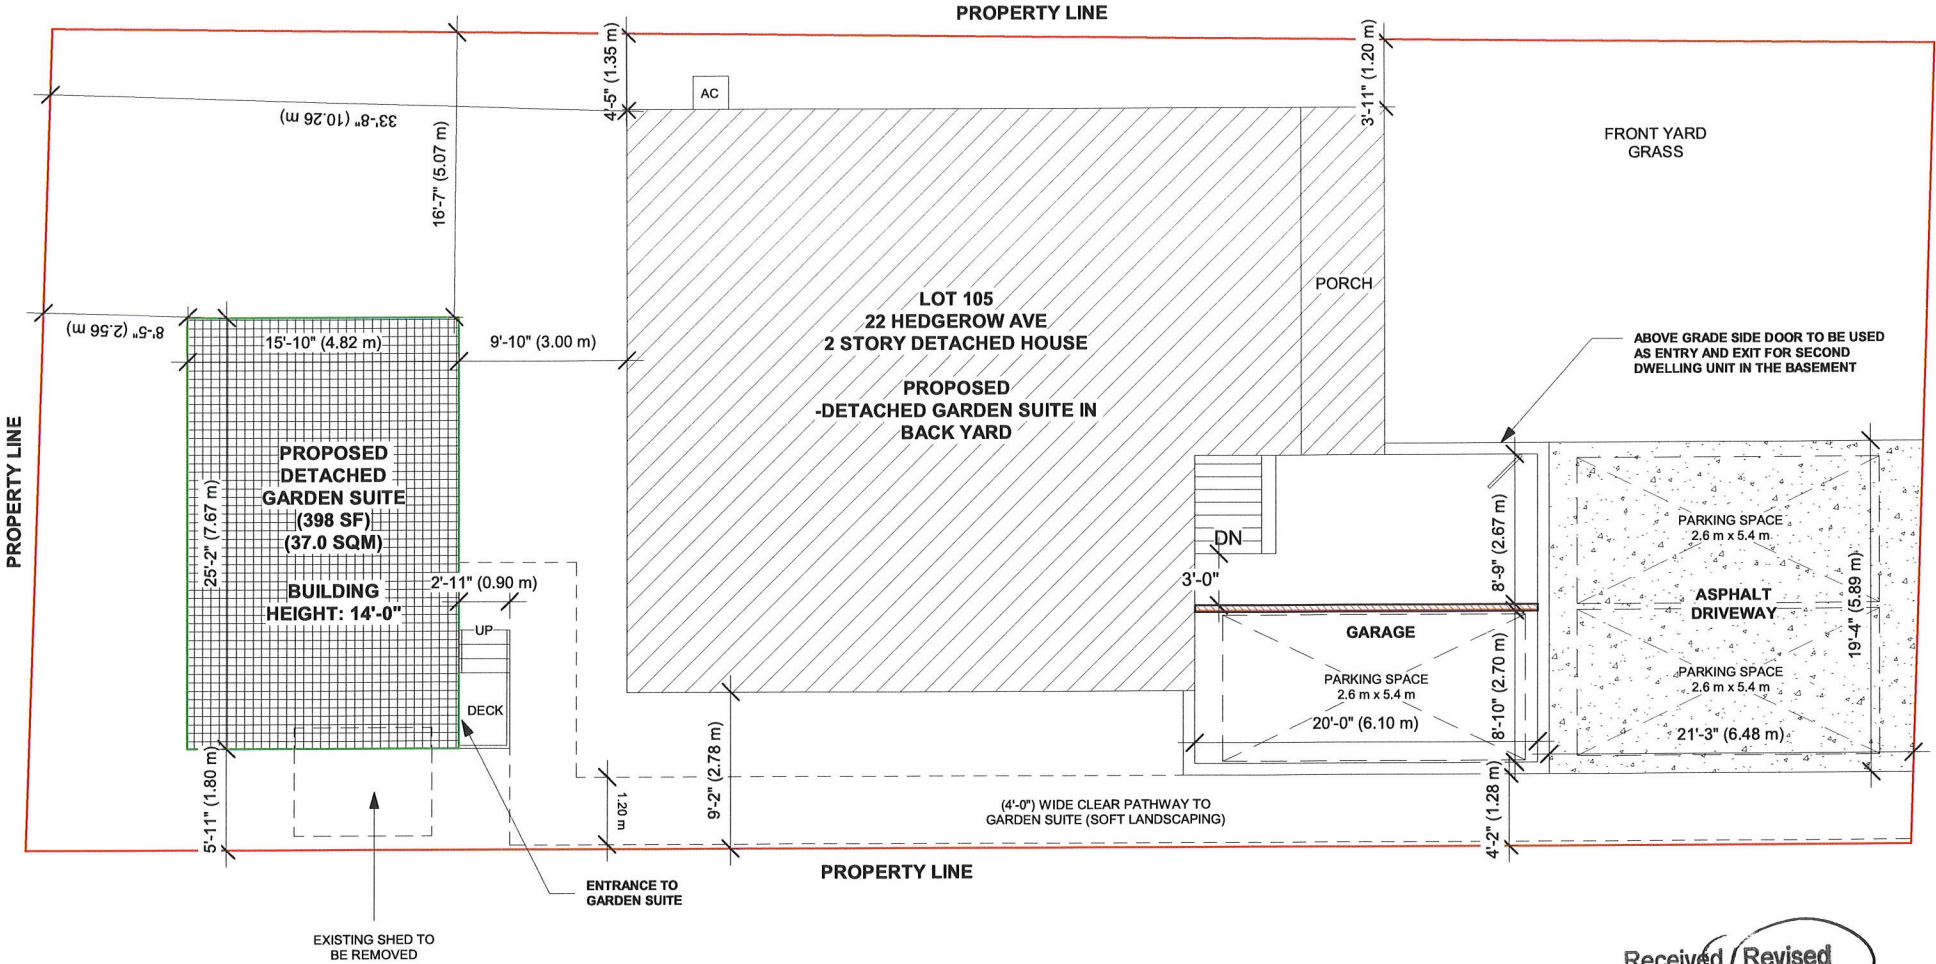 PROPERTY LINE
4'-5" (1.35 m)
3'-11" (1.20 m)
AC
33'-8" (10.26 m)
16'-7" (5.07 m)
FRONT YARD
GRASS
PORCH
LOT 105
22 HEDGEROW AVE
2 STORY DETACHED HOUSE
PROPOSED
-DETACHED GARDEN SUITE IN
BACK YARD
8'-5" (2.56 m)
15'-10" (4.82 m)
9'-10" (3.00 m)
ABOVE GRADE SIDE DOOR TO BE USED
AS ENTRY AND EXIT FOR SECOND
DWELLING UNIT IN THE BASEMENT
PROPERTY LINE
PROPOSED
DETACHED
GARDEN SUITE
(398 SF)
(37.0 SQM)
BUILDING
HEIGHT: 14'-0"
25'-2" (7.67 m)
2'-11" (0.90 m)
UP
DECK
DN
3'-0"
8'-9" (2.67 m)
PARKING SPACE
2.6 m x 5.4 m
ASPHALT
DRIVEWAY
19'-4" (5.89 m)
PARKING SPACE
2.6 m x 5.4 m
21'-3" (6.48 m)
GARAGE
PARKING SPACE
2.6 m x 5.4 m
20'-0" (6.10 m)
8'-10" (2.70 m)
5'-11" (1.80 m)
1.20 m
9'-2" (2.78 m)
(4'-0") WIDE CLEAR PATHWAY TO
GARDEN SUITE (SOFT LANDSCAPING)
4'-2" (1.28 m)
PROPERTY LINE
ENTRANCE TO
GARDEN SUITE
EXISTING SHED TO
BE REMOVED
Received / Revised